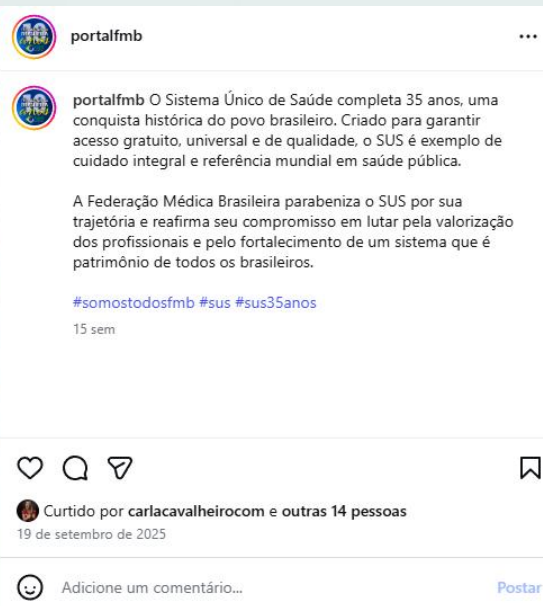 portalfmb
portalfmb O Sistema Único de Saúde completa 35 anos, uma
conquista histórica do povo brasileiro. Criado para garantir
acesso gratuito, universal e de qualidade, o SUS é exemplo de
cuidado integral e referência mundial em saúde pública.
A Federação Médica Brasileira parabeniza o SUS por sua
trajetória e reafirma seu compromisso em lutar pela valorização
dos profissionais e pelo fortalecimento de um sistema que é
patrimônio de todos os brasileiros.
#somostodosfmb #sus #sus35anos
15 sem
Curtido por carlacavalheirocom e outras 14 pessoas
19 de setembro de 2025
Adicione um comentário... Postar